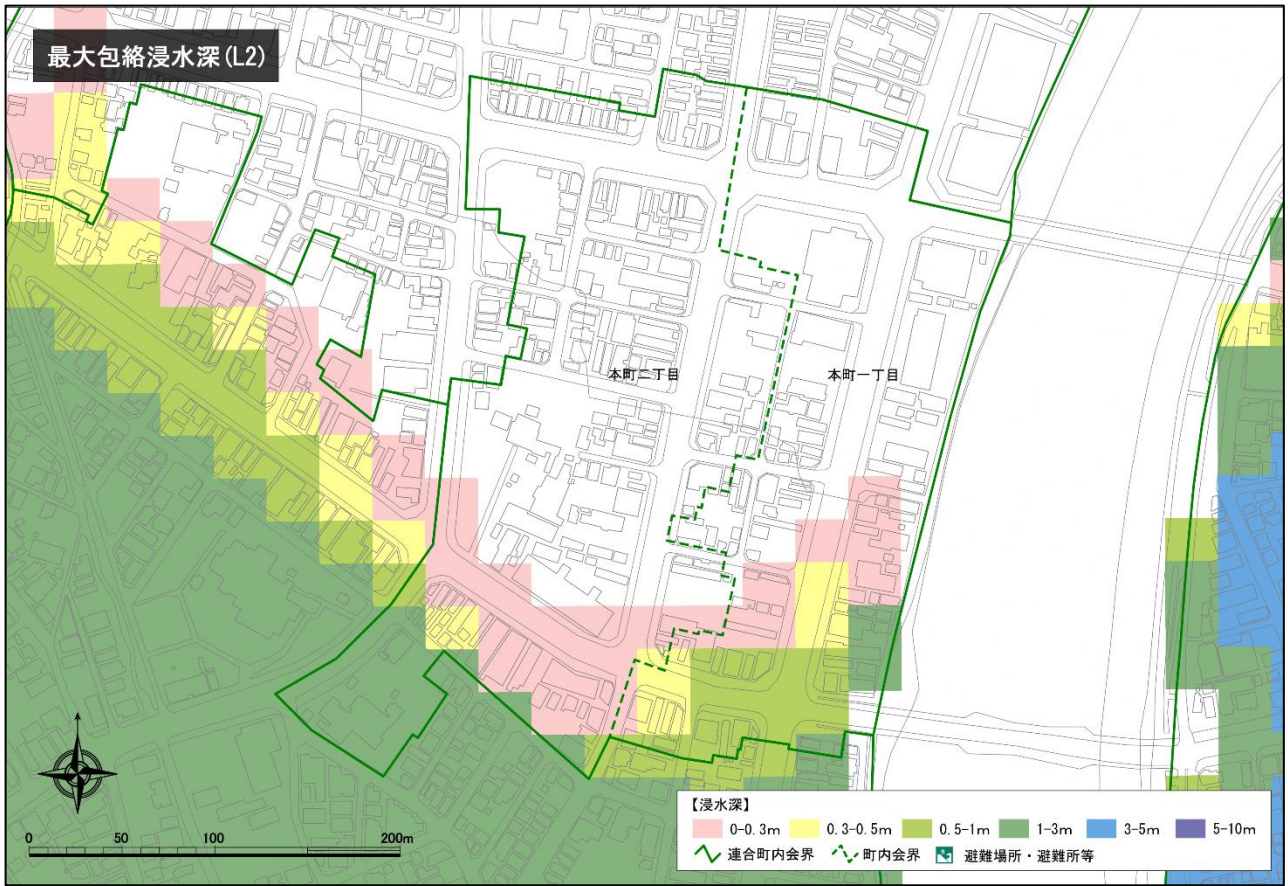 最大包絡浸水深(L2)
本町二丁目
本町一丁目
0 50 100 200m
【浸水深】
0-0.3m 0.3-0.5m 0.5-1m 1-3m 3-5m 5-10m
連合町内会界 町内会界 避難場所・避難所等